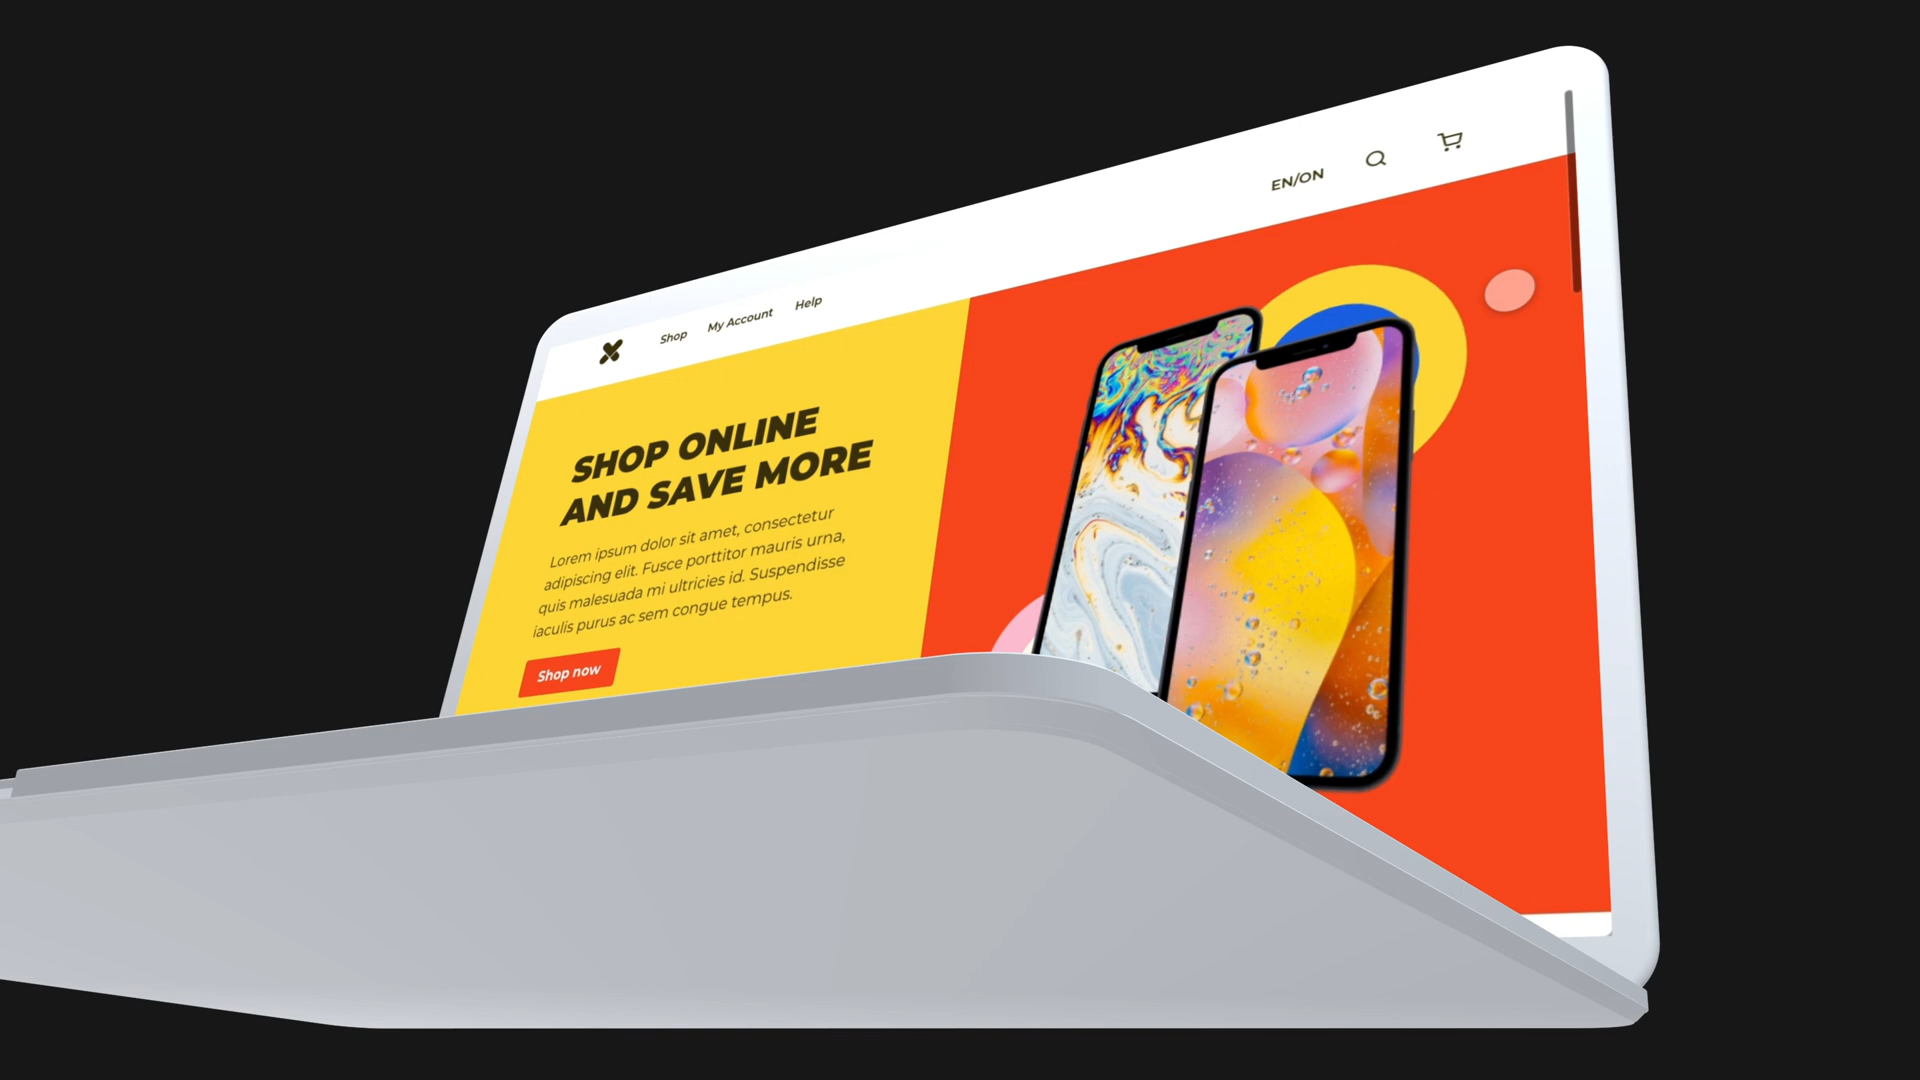 Shop My Account Help EN/ON
SHOP ONLINE
AND SAVE MORE
Lorem ipsum dolor sit amet, consectetur
adipiscing elit. Fusce porttitor mauris urna,
quis malesuada mi ultricies id. Suspendisse
iaculis purus ac sem congue tempus.
Shop now